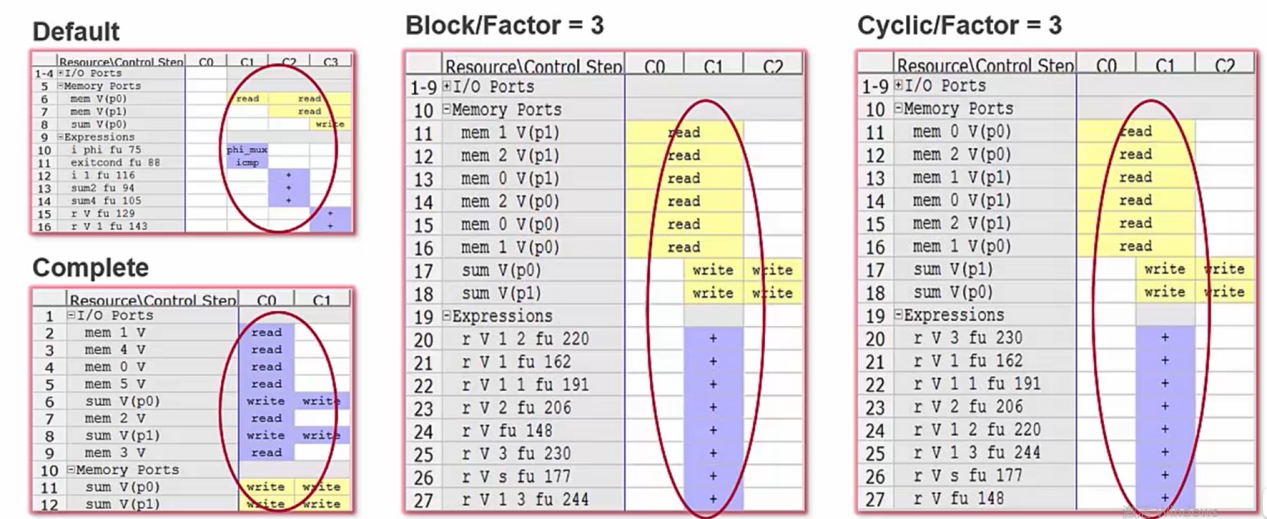 Default
Resource\Control Step C0 C1 C2 C3
1-4 I/O Ports
5 Memory Ports
6 mem V(p0) read read
7 mem V(p1) read
8 sum V(p0) write
9 Expressions
10 i phi fu 75 phi_mux
11 exitcond fu 88 icmp
12 i 1 fu 116 +
13 sum2 fu 94 +
14 sum4 fu 105 +
15 r V fu 129 +
16 r V 1 fu 143 +
Complete
Resource\Control Step C0 C1
1 I/O Ports
2 mem 1 V read
3 mem 4 V read
4 mem 0 V read
5 mem 5 V read
6 sum V(p0) write write
7 mem 2 V read
8 sum V(p1) write write
9 mem 3 V read
10 Memory Ports
11 sum V(p0) write write
12 sum V(p1) write write
Block/Factor = 3
Resource\Control Step C0 C1 C2
1-9 I/O Ports
10 Memory Ports
11 mem 1 V(p1) read
12 mem 2 V(p1) read
13 mem 0 V(p1) read
14 mem 2 V(p0) read
15 mem 0 V(p0) read
16 mem 1 V(p0) read
17 sum V(p0) write write
18 sum V(p1) write write
19 Expressions
20 r V 1 2 fu 220 +
21 r V 1 fu 162 +
22 r V 1 1 fu 191 +
23 r V 2 fu 206 +
24 r V fu 148 +
25 r V 3 fu 230 +
26 r V s fu 177 +
27 r V 1 3 fu 244 +
Cyclic/Factor = 3
Resource\Control Step C0 C1 C2
1-9 I/O Ports
10 Memory Ports
11 mem 0 V(p0) read
12 mem 2 V(p0) read
13 mem 1 V(p1) read
14 mem 0 V(p1) read
15 mem 2 V(p1) read
16 mem 1 V(p0) read
17 sum V(p1) write write
18 sum V(p0) write write
19 Expressions
20 r V 3 fu 230 +
21 r V 1 fu 162 +
22 r V 1 1 fu 191 +
23 r V 2 fu 206 +
24 r V 1 2 fu 220 +
25 r V 1 3 fu 244 +
26 r V s fu 177 +
27 r V fu 148 +